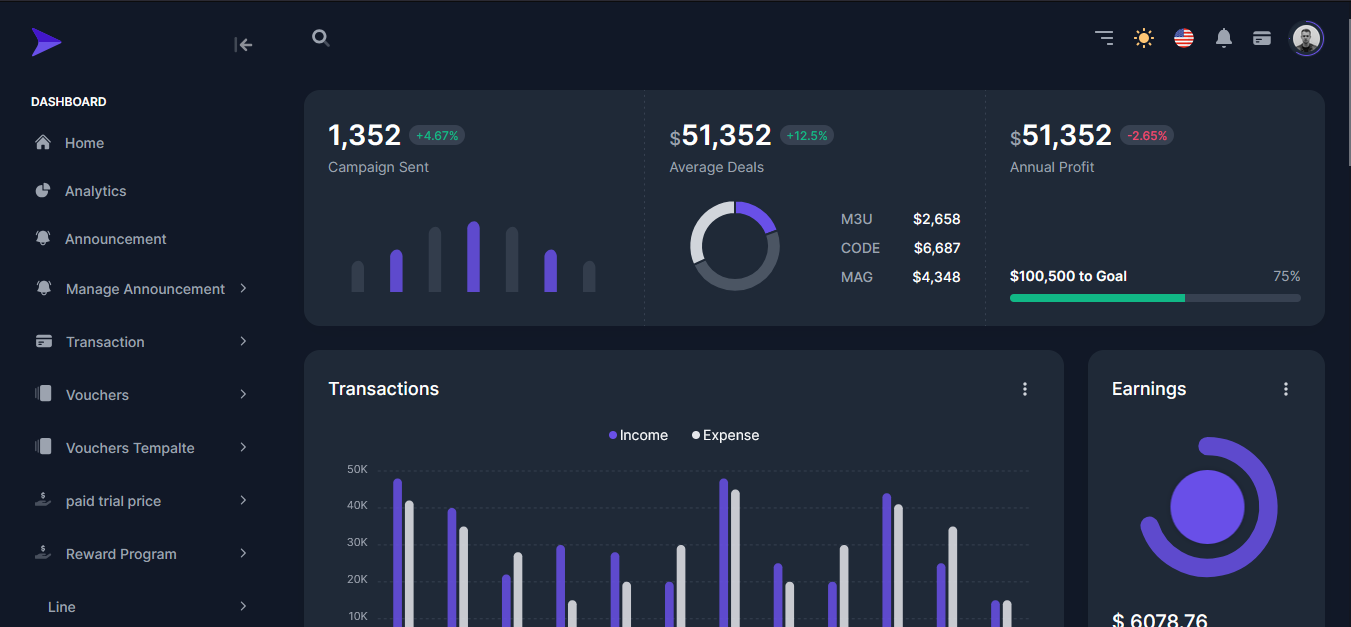 DASHBOARD
Home
Analytics
Announcement
Manage Announcement
Transaction
Vouchers
Vouchers Tempalte
paid trial price
Reward Program
Line
1,352 +4.67%
Campaign Sent
$51,352 +12.5%
Average Deals
M3U $2,658
CODE $6,687
MAG $4,348
$51,352 -2.65%
Annual Profit
$100,500 to Goal 75%
Transactions
Income Expense
50K
40K
30K
20K
10K
Earnings
$ 6078.76